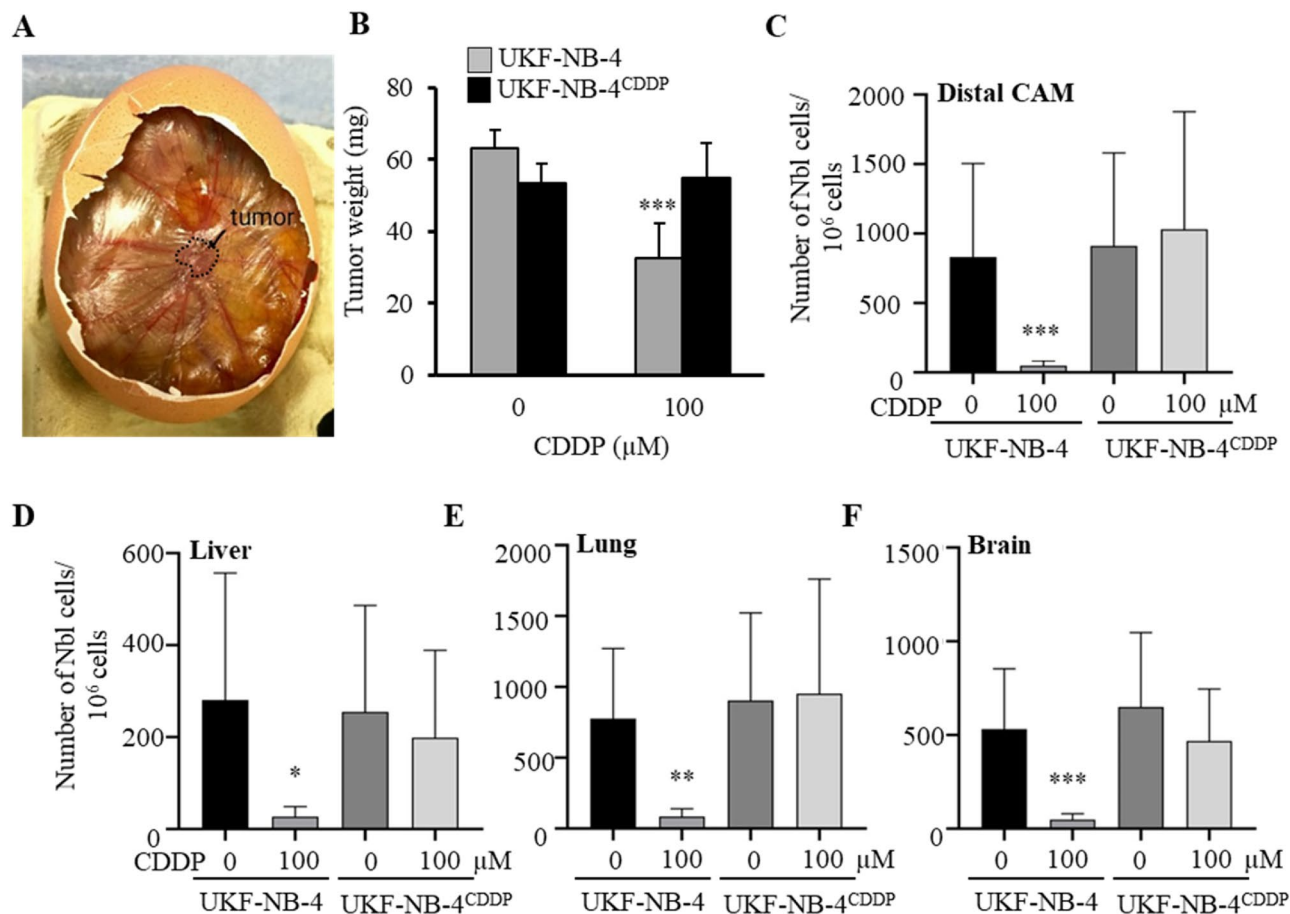 A
tumor
B
UKF-NB-4
UKF-NB-4CDDP
Tumor weight (mg)
80
60
40
20
0
***
0 100
CDDP (µM)
C
Distal CAM
Number of Nbl cells/
10⁶ cells
2000
1500
1000
500
0
***
CDDP 0 100 0 100 µM
UKF-NB-4 UKF-NB-4CDDP
D
Liver
Number of Nbl cells/
10⁶ cells
600
400
200
0
*
CDDP 0 100 0 100 µM
UKF-NB-4 UKF-NB-4CDDP
E
Lung
2000
1500
1000
500
0
**
0 100 0 100 µM
UKF-NB-4 UKF-NB-4CDDP
F
Brain
1500
1000
500
0
***
0 100 0 100 µM
UKF-NB-4 UKF-NB-4CDDP